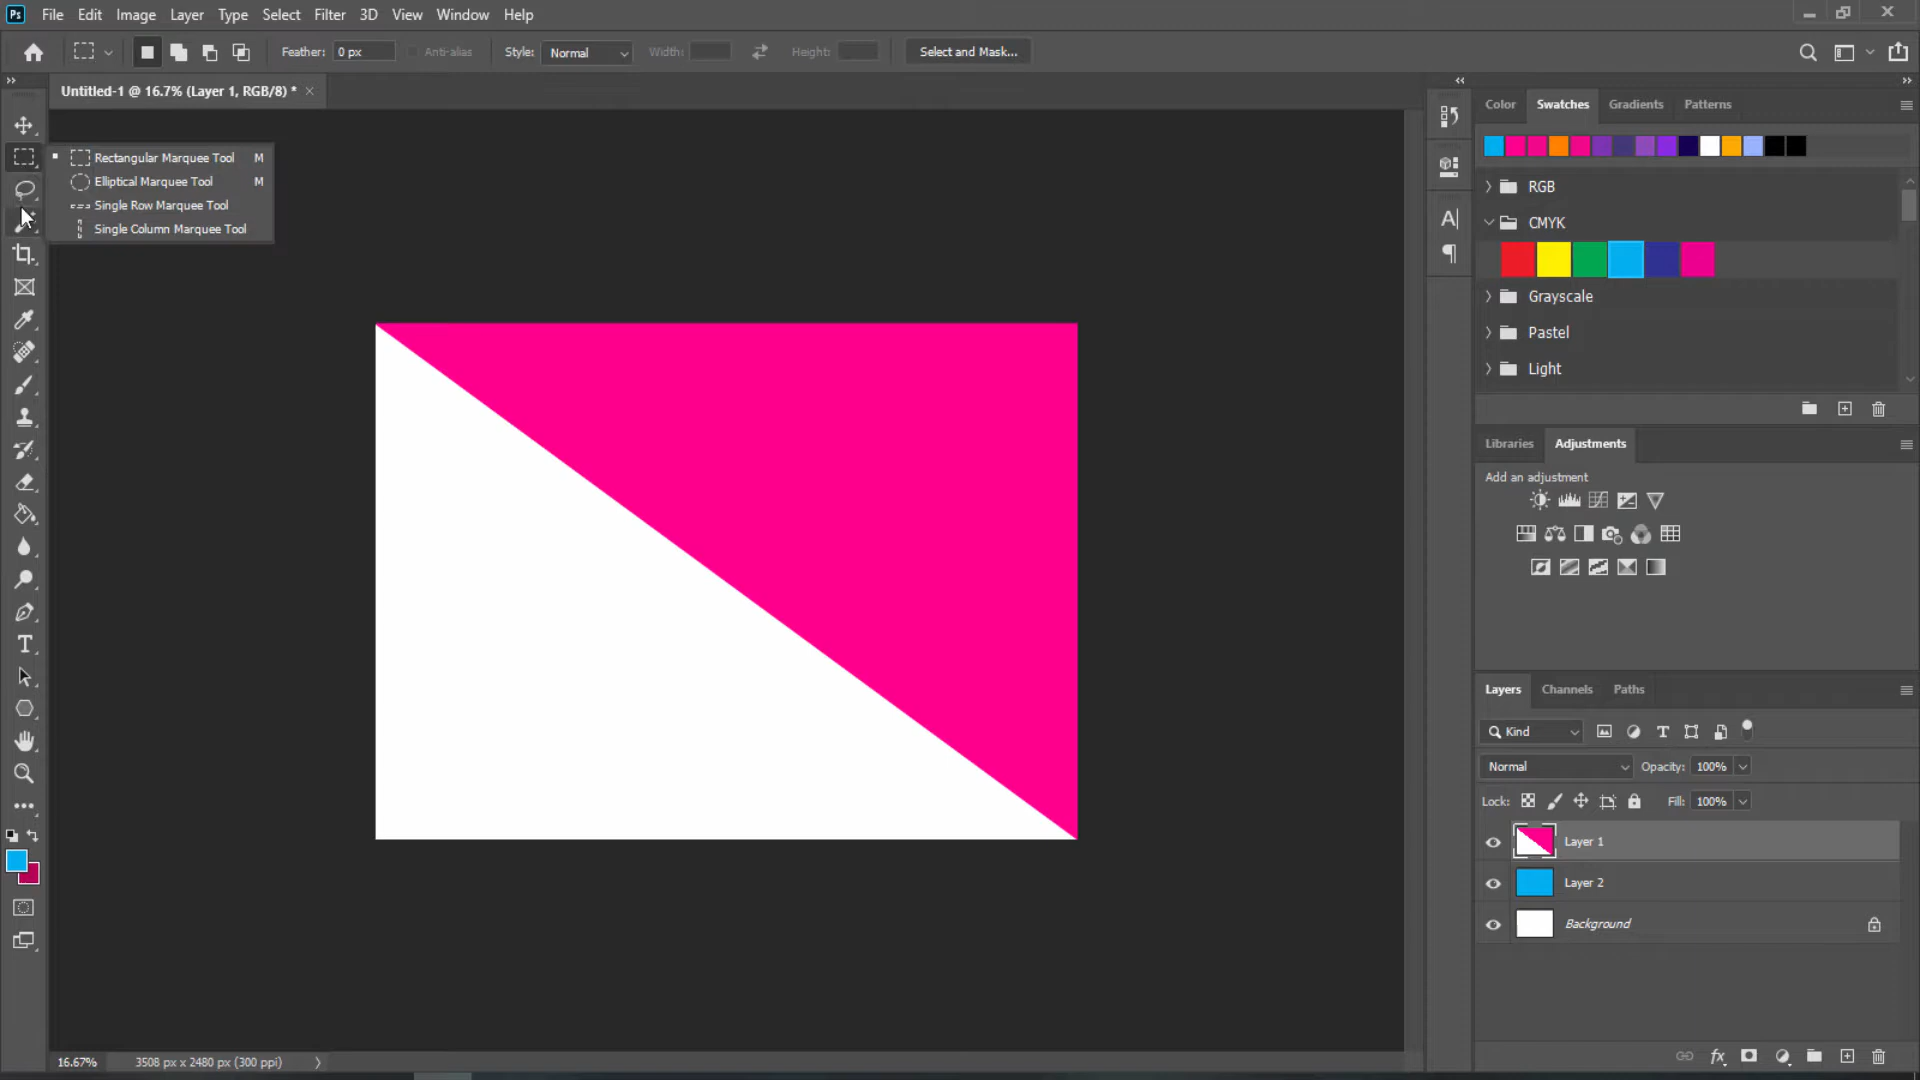 Ps File Edit Image Layer Type Select Filter 3D View Window Help
Feather: 0 px Anti-alias Style: Normal Width: Height: Select and Mask...
Untitled-1 @ 16.7% (Layer 1, RGB/8) *
Color Swatches Gradients Patterns
Rectangular Marquee Tool M
Elliptical Marquee Tool M
Single Row Marquee Tool
Single Column Marquee Tool
RGB
CMYK
Grayscale
Pastel
Light
Libraries Adjustments
Add an adjustment
Layers Channels Paths
Kind
Normal Opacity: 100%
Lock: Fill: 100%
Layer 1
Layer 2
Background
16.67% 3508 px x 2480 px (300 ppi)